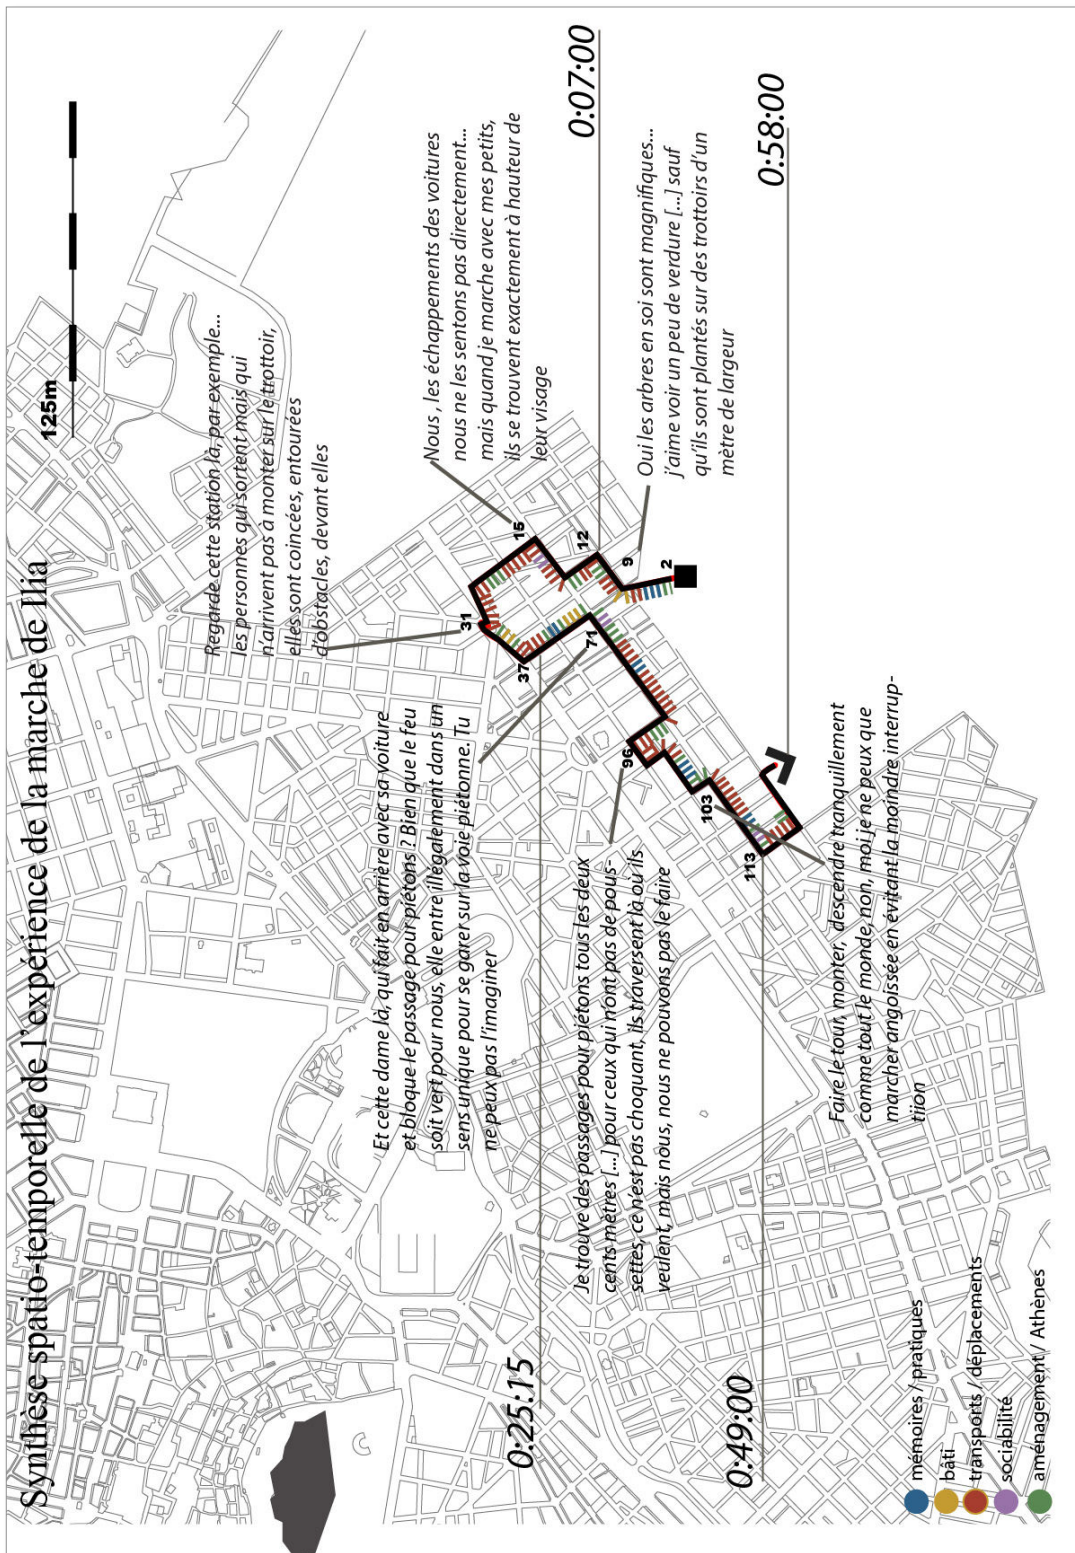 Synthèse spatio-temporelle de l'expérience de la marche de Ilia
125m
Regarde cette station là, par exemple...
les personnes qui sortent mais qui
n'arrivent pas à monter sur le trottoir,
elles sont coincées, entourées
d'obstacles, devant elles
Nous , les échappements des voitures
nous ne les sentons pas directement...
mais quand je marche avec mes petits,
ils se trouvent exactement à hauteur de
leur visage
0:07:00
Oui les arbres en soi sont magnifiques...
j'aime voir un peu de verdure [...] sauf
qu'ils sont plantés sur des trottoirs d'un
mètre de largeur
0:58:00
31
15
37
12
9
2
71
96
103
113
Et cette dame là, qui fait en arrière avec sa voiture
et bloque le passage pour piétons ? Bien que le feu
soit vert pour nous, elle entre illégalement dans un
sens unique pour se garer sur la voie piétonne. Tu
ne peux pas l'imaginer
0:25:15
Je trouve des passages pour piétons tous les deux
cents mètres [...] pour ceux qui n'ont pas de pous-
settes, ce n'est pas choquant, ils traversent là où ils
veulent, mais nous, nous ne pouvons pas le faire
0:49:00
Faire le tour, monter, descendre tranquillement
comme tout le monde, non, moi je ne peux que
marcher angoissée en évitant la moindre interrup-
tiion
mémoires / pratiques
bâti
transports / déplacements
sociabilité
aménagement / Athènes